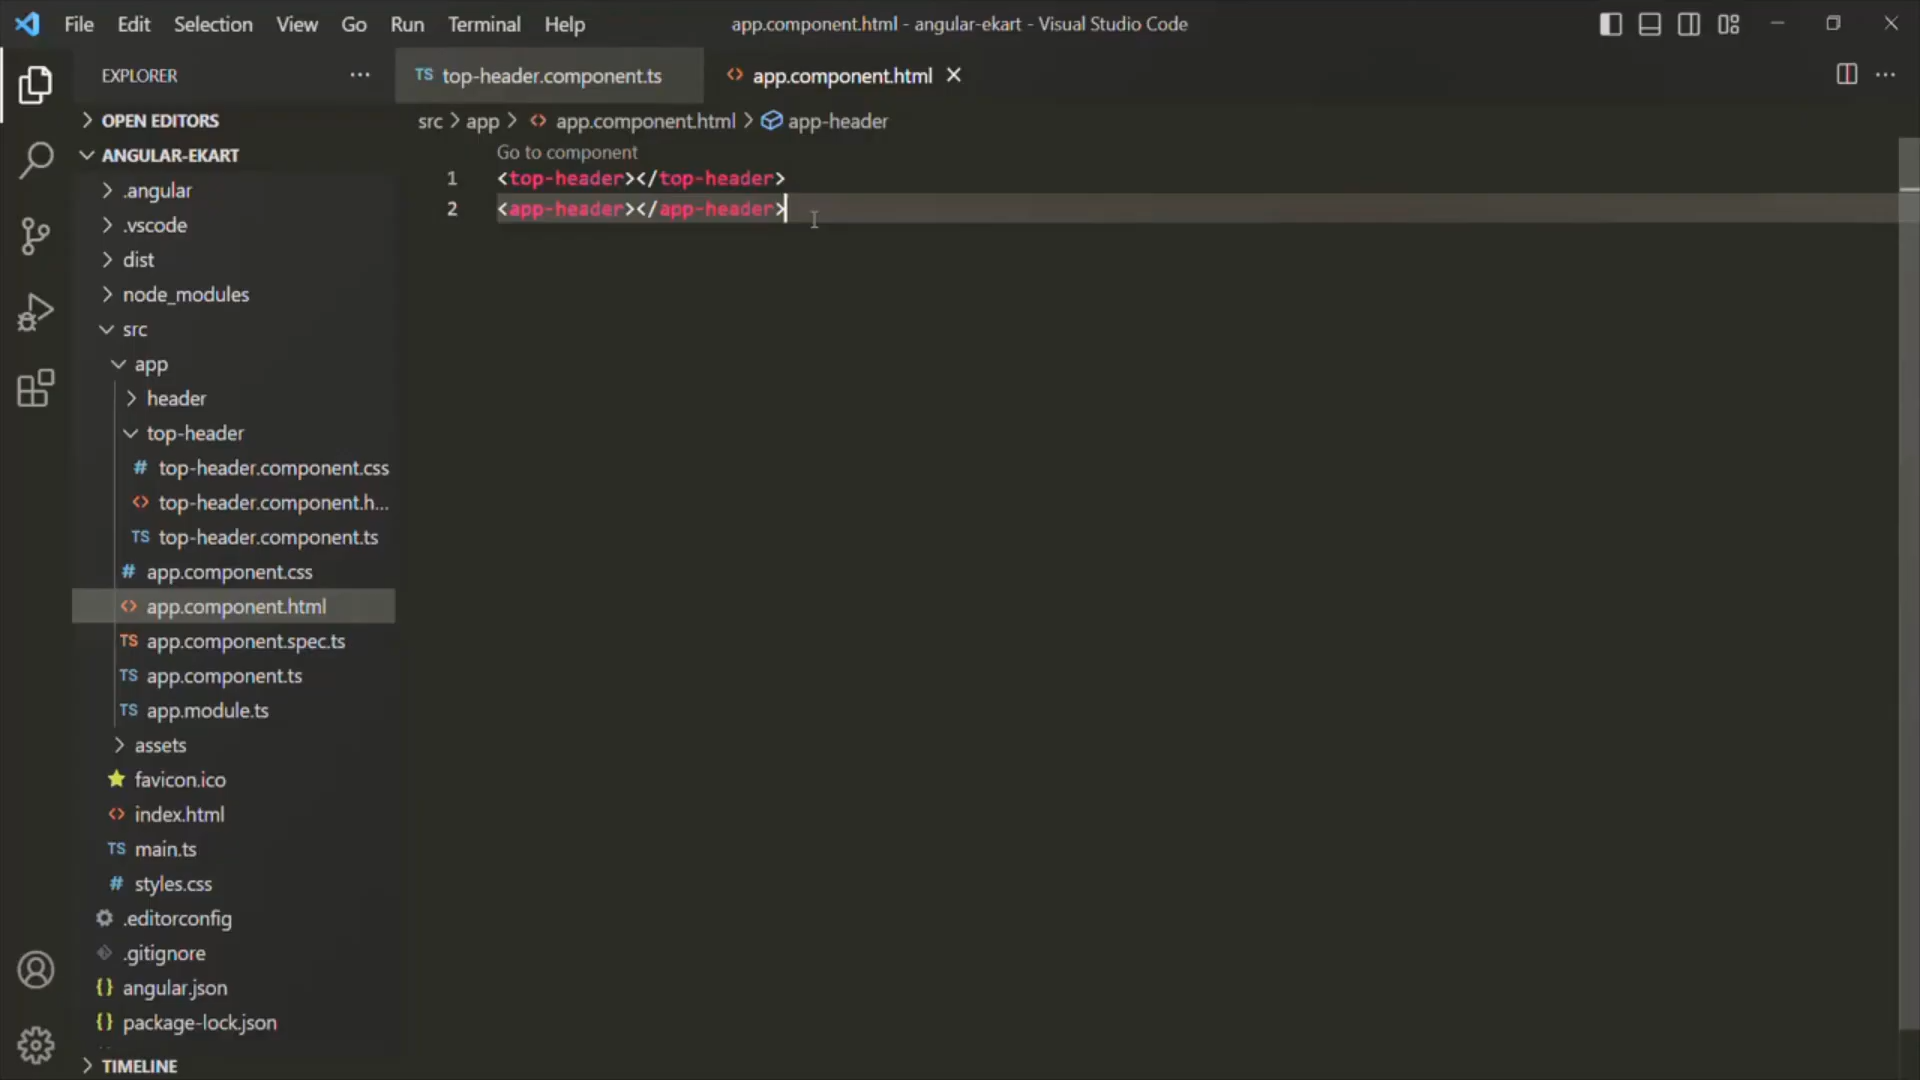 File Edit Selection View Go Run Terminal Help
app.component.html - angular-ekart - Visual Studio Code
EXPLORER
TS top-header.component.ts
<> app.component.html
OPEN EDITORS
src > app > <> app.component.html > app-header
ANGULAR-EKART
Go to component
1 <top-header></top-header>
2 <app-header></app-header>
.angular
.vscode
dist
node_modules
src
app
header
top-header
# top-header.component.css
<> top-header.component.h...
TS top-header.component.ts
# app.component.css
<> app.component.html
TS app.component.spec.ts
TS app.component.ts
TS app.module.ts
assets
favicon.ico
<> index.html
TS main.ts
# styles.css
.editorconfig
.gitignore
{} angular.json
{} package-lock.json
TIMELINE